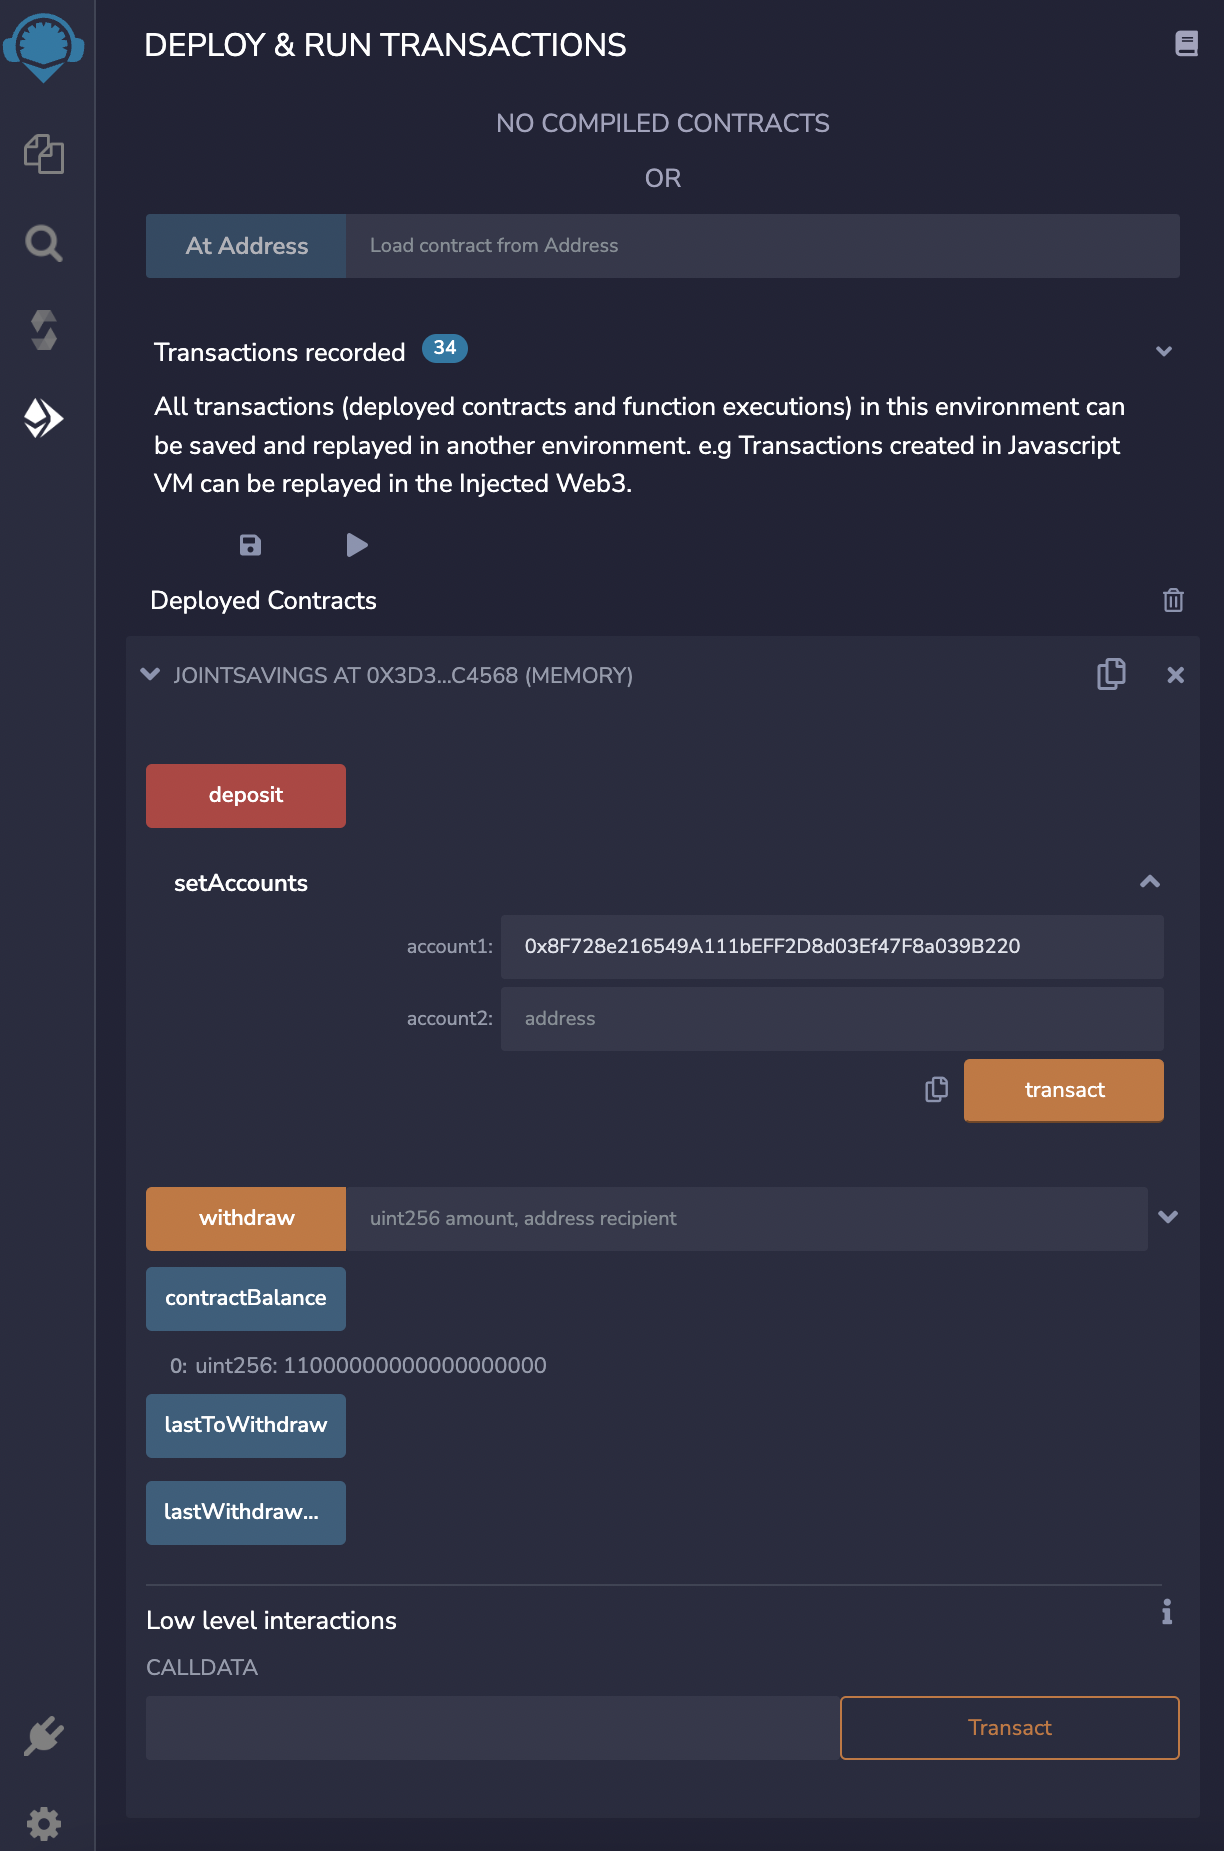 DEPLOY & RUN TRANSACTIONS
NO COMPILED CONTRACTS
OR
At Address
Load contract from Address
Transactions recorded 34
All transactions (deployed contracts and function executions) in this environment can
be saved and replayed in another environment. e.g Transactions created in Javascript
VM can be replayed in the Injected Web3.
Deployed Contracts
JOINTSAVINGS AT 0X3D3...C4568 (MEMORY)
deposit
setAccounts
account1: 0x8F728e216549A111bEFF2D8d03Ef47F8a039B220
account2: address
transact
withdraw
uint256 amount, address recipient
contractBalance
0: uint256: 11000000000000000000
lastToWithdraw
lastWithdraw...
Low level interactions
CALLDATA
Transact